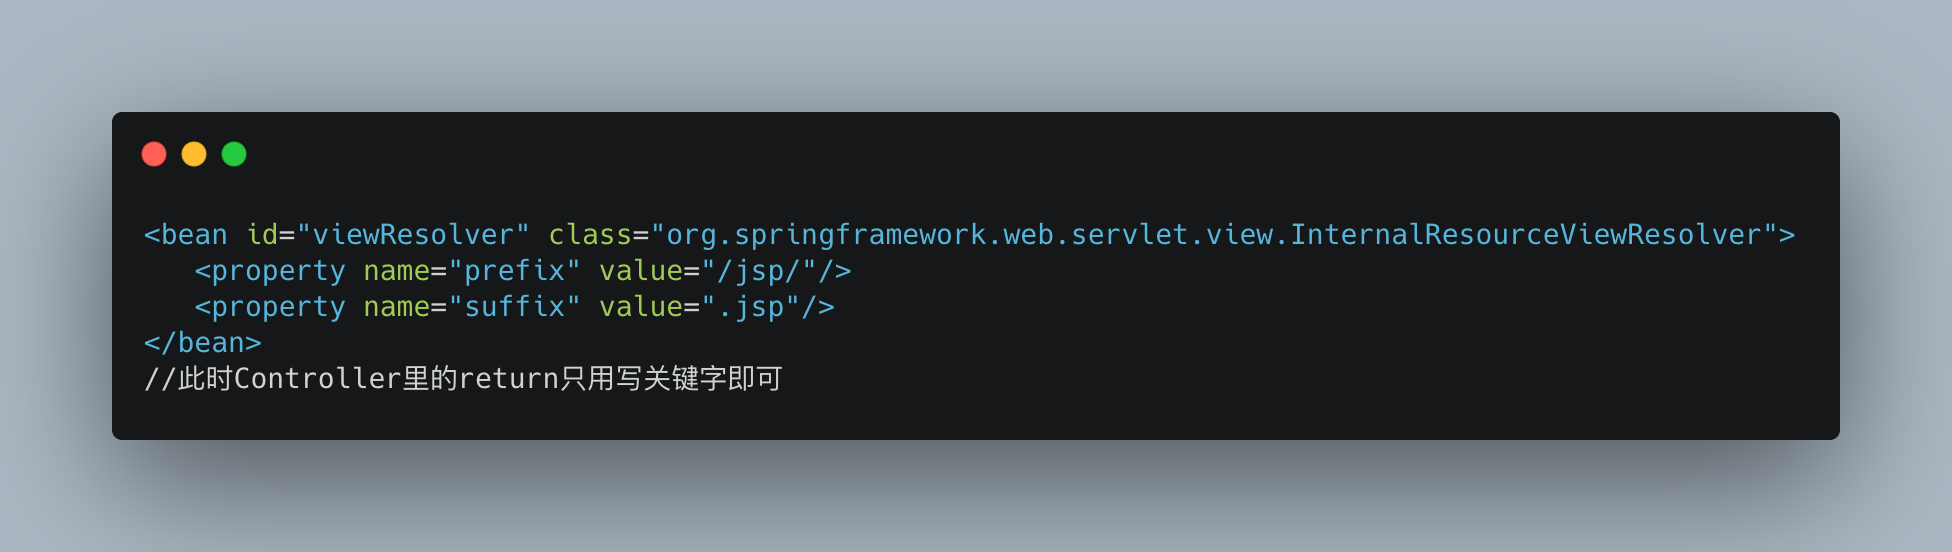 <bean id="viewResolver" class="org.springframework.web.servlet.view.InternalResourceViewResolver">
   <property name="prefix" value="/jsp/"/>
   <property name="suffix" value=".jsp"/>
</bean>
//此时Controller里的return只用写关键字即可